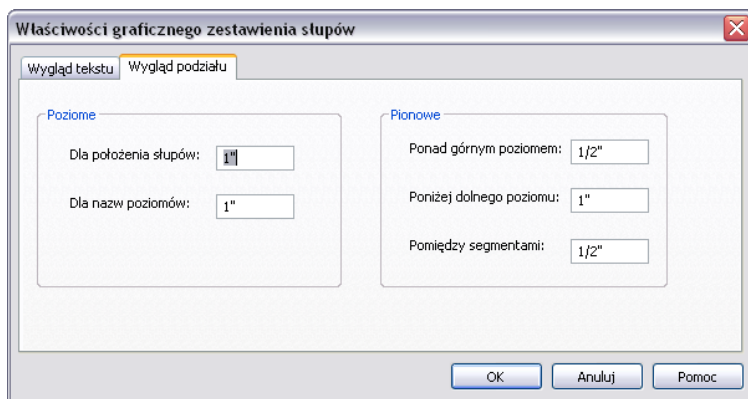 Właściwości graficznego zestawienia słupów
Wygląd tekstu Wygląd podziału
Poziome
Dla położenia słupów: 1"
Dla nazw poziomów: 1"
Pionowe
Ponad górnym poziomem: 1/2"
Poniżej dolnego poziomu: 1"
Pomiędzy segmentami: 1/2"
OK Anuluj Pomoc